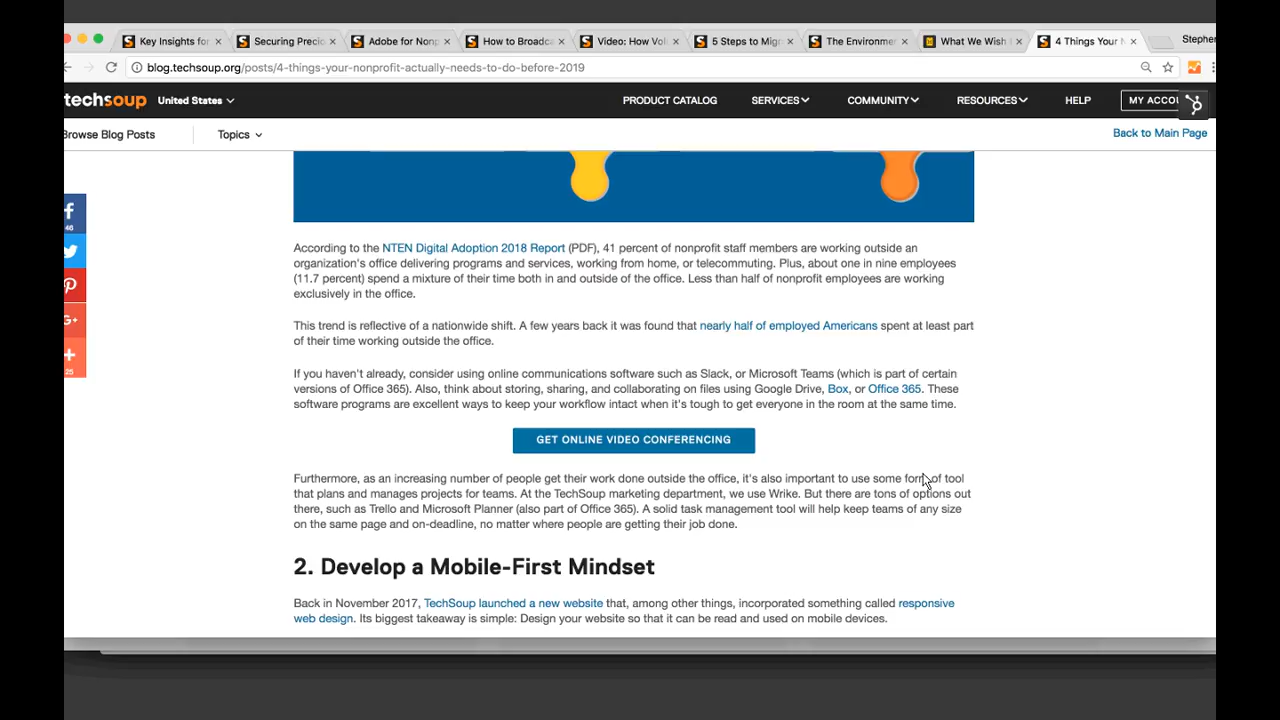 Key Insights for
Securing Precio
Adobe for Nonp
How to Broadca
Video: How Vol
5 Steps to Migr
The Environme
What We Wish
4 Things Your N
Stephen
blog.techsoup.org/posts/4-things-your-nonprofit-actually-needs-to-do-before-2019
techsoup
United States
PRODUCT CATALOG
SERVICES
COMMUNITY
RESOURCES
HELP
MY ACCOU
Browse Blog Posts
Topics
Back to Main Page
46
25
According to the NTEN Digital Adoption 2018 Report (PDF), 41 percent of nonprofit staff members are working outside an
organization's office delivering programs and services, working from home, or telecommuting. Plus, about one in nine employees
(11.7 percent) spend a mixture of their time both in and outside of the office. Less than half of nonprofit employees are working
exclusively in the office.
This trend is reflective of a nationwide shift. A few years back it was found that nearly half of employed Americans spent at least part
of their time working outside the office.
If you haven't already, consider using online communications software such as Slack, or Microsoft Teams (which is part of certain
versions of Office 365). Also, think about storing, sharing, and collaborating on files using Google Drive, Box, or Office 365. These
software programs are excellent ways to keep your workflow intact when it's tough to get everyone in the room at the same time.
GET ONLINE VIDEO CONFERENCING
Furthermore, as an increasing number of people get their work done outside the office, it's also important to use some form of tool
that plans and manages projects for teams. At the TechSoup marketing department, we use Wrike. But there are tons of options out
there, such as Trello and Microsoft Planner (also part of Office 365). A solid task management tool will help keep teams of any size
on the same page and on-deadline, no matter where people are getting their job done.
2. Develop a Mobile-First Mindset
Back in November 2017, TechSoup launched a new website that, among other things, incorporated something called responsive
web design. Its biggest takeaway is simple: Design your website so that it can be read and used on mobile devices.